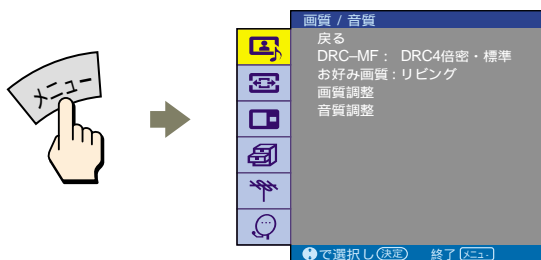 メニュー
画質 / 音質
戻る
DRC–MF： DRC4倍密・標準
お好み画質：リビング
画質調整
音質調整
で選択し 決定 終了 メニュー